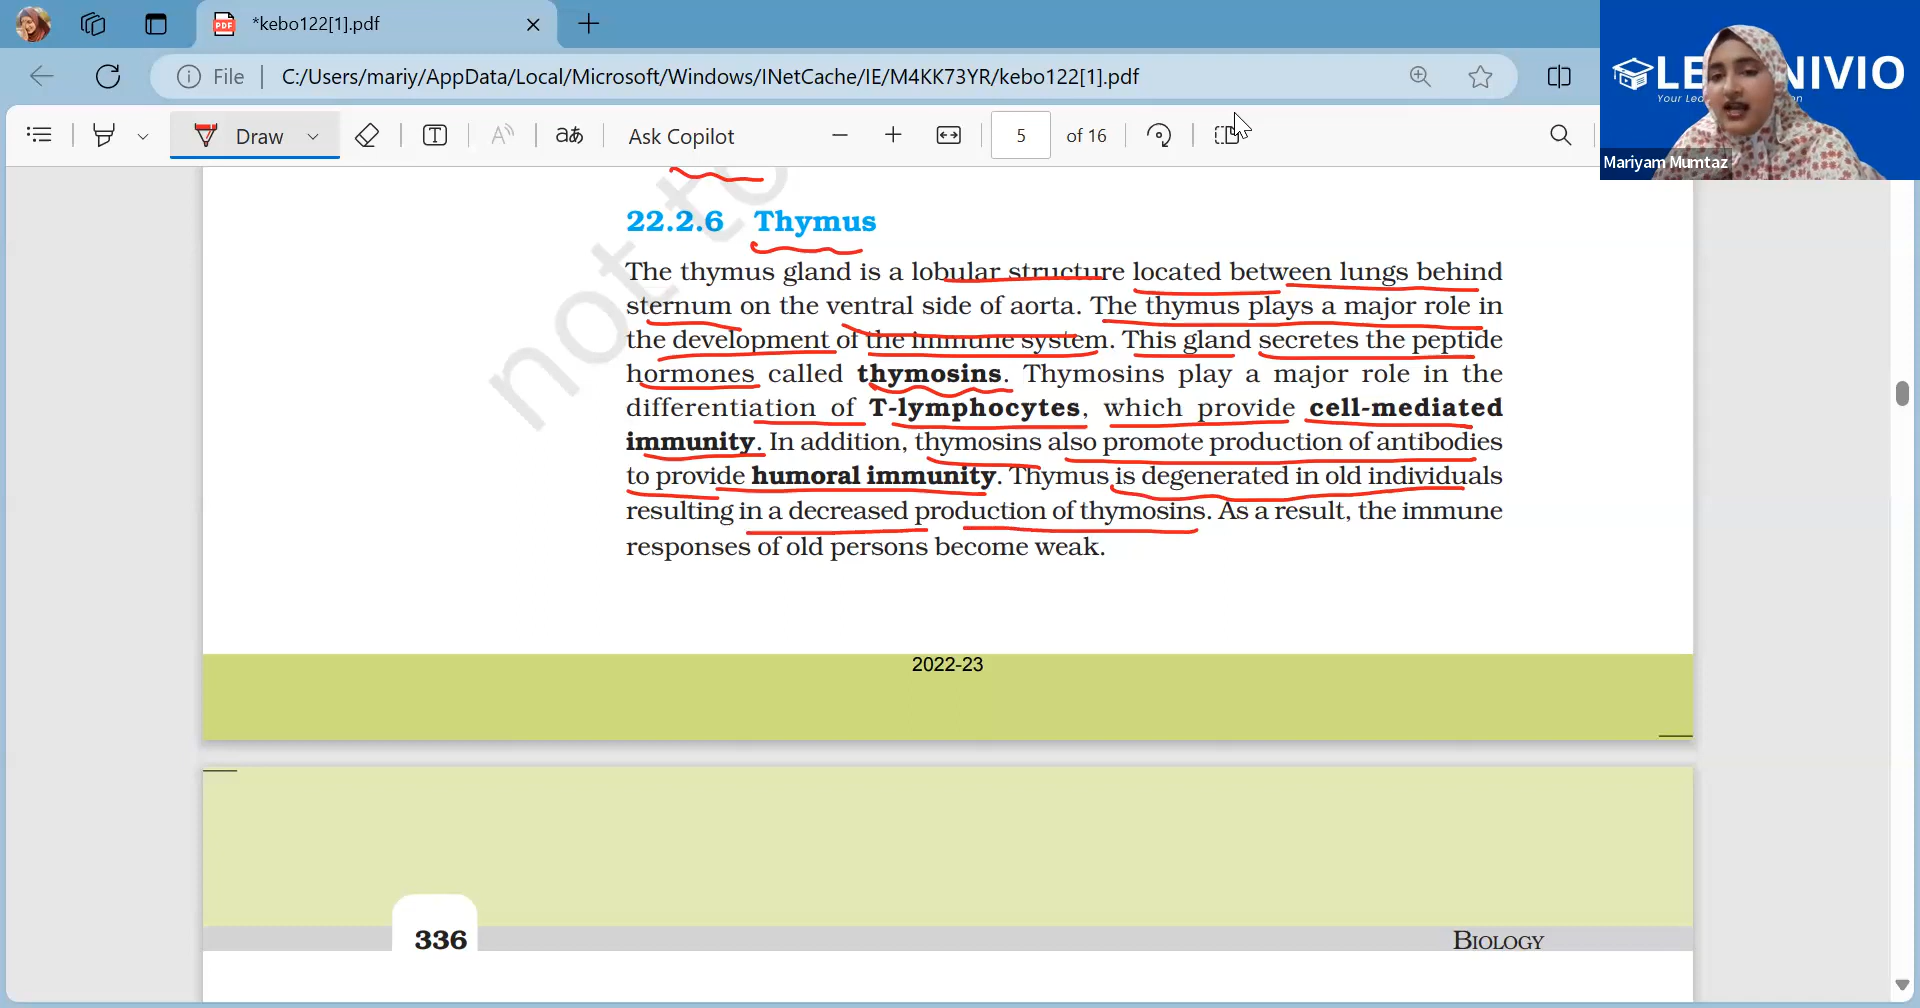 *kebo122[1].pdf
File
C:/Users/mariy/AppData/Local/Microsoft/Windows/INetCache/IE/M4KK73YR/kebo122[1].pdf
Draw
aあ
Ask Copilot
5 of 16
Mariyam Mumtaz
NIVIO
not to
22.2.6 Thymus
The thymus gland is a lobular structure located between lungs behind
sternum on the ventral side of aorta. The thymus plays a major role in
the development of the immune system. This gland secretes the peptide
hormones called thymosins. Thymosins play a major role in the
differentiation of T-lymphocytes, which provide cell-mediated
immunity. In addition, thymosins also promote production of antibodies
to provide humoral immunity. Thymus is degenerated in old individuals
resulting in a decreased production of thymosins. As a result, the immune
responses of old persons become weak.
2022-23
336
BIOLOGY